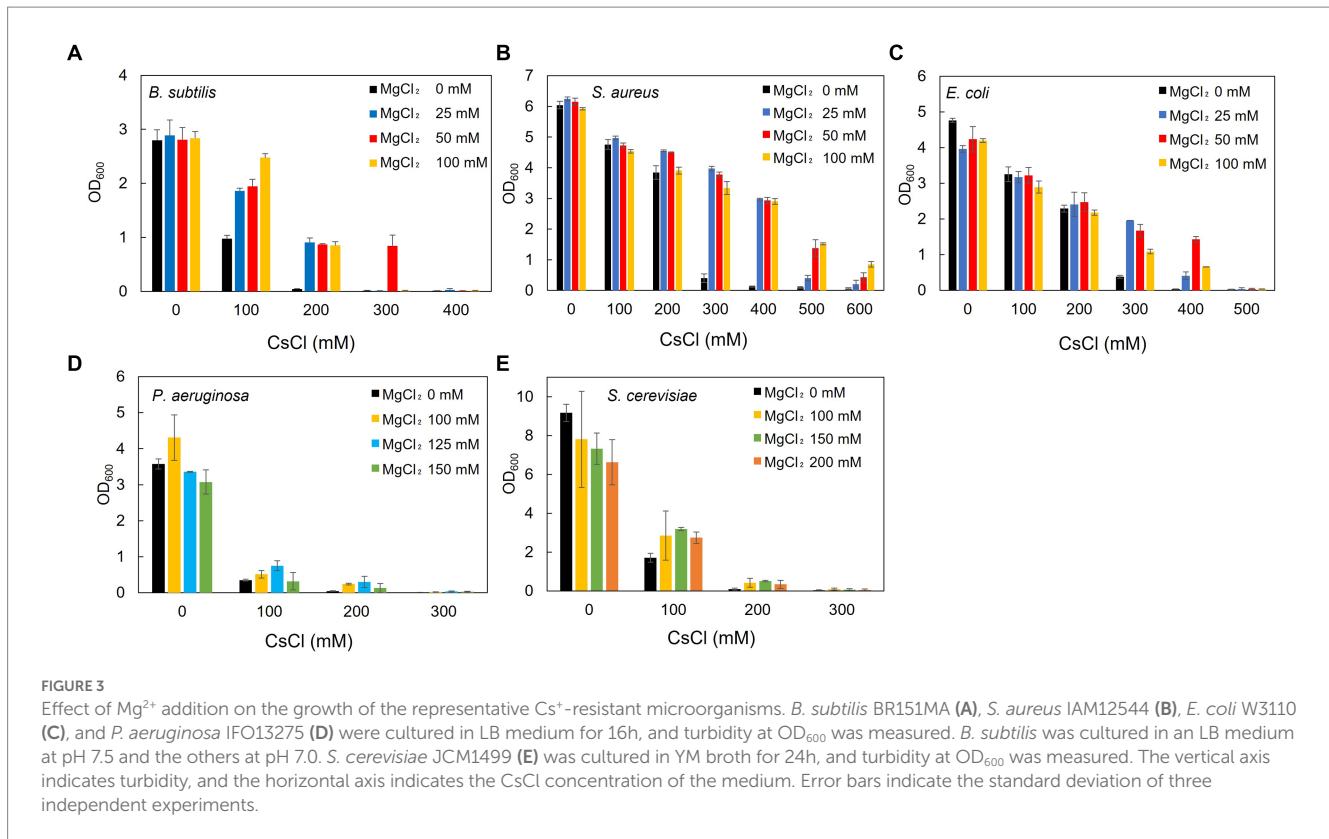 A
B. subtilis
MgCl₂ 0 mM
MgCl₂ 25 mM
MgCl₂ 50 mM
MgCl₂ 100 mM
OD₆₀₀
4
3
2
1
0
0 100 200 300 400
CsCl (mM)
B
S. aureus
MgCl₂ 0 mM
MgCl₂ 25 mM
MgCl₂ 50 mM
MgCl₂ 100 mM
OD₆₀₀
8
7
6
5
4
3
2
1
0
0 100 200 300 400 500 600
CsCl (mM)
C
E. coli
MgCl₂ 0 mM
MgCl₂ 25 mM
MgCl₂ 50 mM
MgCl₂ 100 mM
OD₆₀₀
6
5
4
3
2
1
0
0 100 200 300 400 500
CsCl (mM)
D
P. aeruginosa
MgCl₂ 0 mM
MgCl₂ 100 mM
MgCl₂ 125 mM
MgCl₂ 150 mM
OD₆₀₀
6
5
4
3
2
1
0
0 100 200 300
CsCl (mM)
E
S. cerevisiae
MgCl₂ 0 mM
MgCl₂ 100 mM
MgCl₂ 150 mM
MgCl₂ 200 mM
OD₆₀₀
10
8
6
4
2
0
0 100 200 300
CsCl (mM)
FIGURE 3
Effect of Mg²⁺ addition on the growth of the representative Cs⁺-resistant microorganisms. B. subtilis BR151MA (A), S. aureus IAM12544 (B), E. coli W3110
(C), and P. aeruginosa IFO13275 (D) were cultured in LB medium for 16h, and turbidity at OD₆₀₀ was measured. B. subtilis was cultured in an LB medium
at pH 7.5 and the others at pH 7.0. S. cerevisiae JCM1499 (E) was cultured in YM broth for 24h, and turbidity at OD₆₀₀ was measured. The vertical axis
indicates turbidity, and the horizontal axis indicates the CsCl concentration of the medium. Error bars indicate the standard deviation of three
independent experiments.